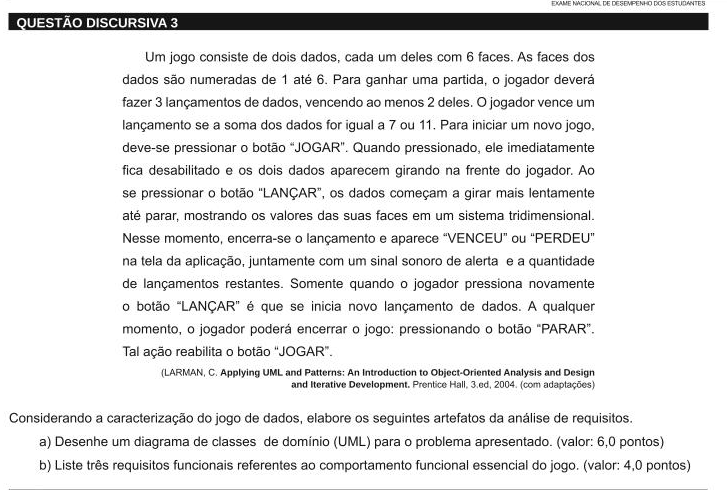 EXAME NACIONAL DE DESEMPENHO DOS ESTUDANTES
QUESTÃO DISCURSIVA 3
Um jogo consiste de dois dados, cada um deles com 6 faces. As faces dos
dados são numeradas de 1 até 6. Para ganhar uma partida, o jogador deverá
fazer 3 lançamentos de dados, vencendo ao menos 2 deles. O jogador vence um
lançamento se a soma dos dados for igual a 7 ou 11. Para iniciar um novo jogo,
deve-se pressionar o botão “JOGAR”. Quando pressionado, ele imediatamente
fica desabilitado e os dois dados aparecem girando na frente do jogador. Ao
se pressionar o botão “LANÇAR”, os dados começam a girar mais lentamente
até parar, mostrando os valores das suas faces em um sistema tridimensional.
Nesse momento, encerra-se o lançamento e aparece “VENCEU” ou “PERDEU”
na tela da aplicação, juntamente com um sinal sonoro de alerta e a quantidade
de lançamentos restantes. Somente quando o jogador pressiona novamente
o botão “LANÇAR” é que se inicia novo lançamento de dados. A qualquer
momento, o jogador poderá encerrar o jogo: pressionando o botão “PARAR”.
Tal ação reabilita o botão “JOGAR”.
(LARMAN, C. Applying UML and Patterns: An Introduction to Object-Oriented Analysis and Design
and Iterative Development. Prentice Hall, 3.ed, 2004. (com adaptações)
Considerando a caracterização do jogo de dados, elabore os seguintes artefatos da análise de requisitos.
a) Desenhe um diagrama de classes de domínio (UML) para o problema apresentado. (valor: 6,0 pontos)
b) Liste três requisitos funcionais referentes ao comportamento funcional essencial do jogo. (valor: 4,0 pontos)